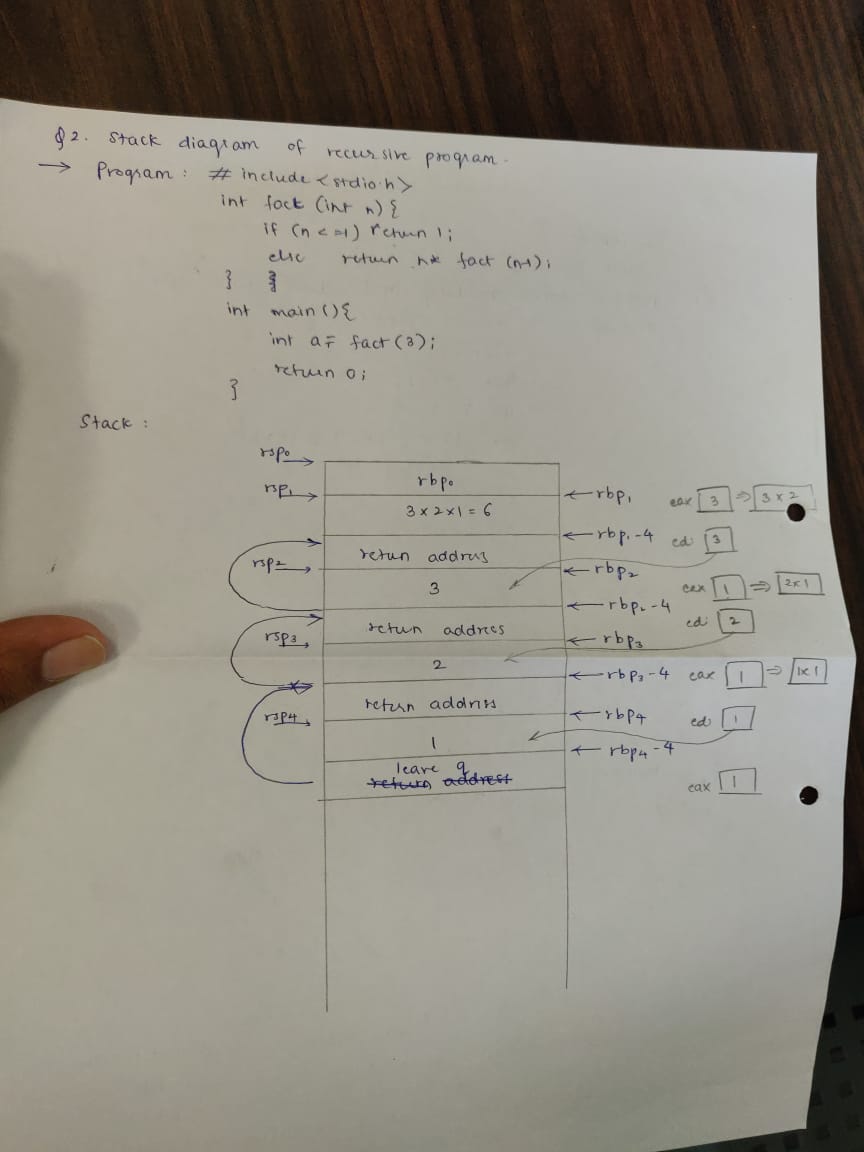 Q2. Stack diagram of recursive program.
→ Program: # include <stdio.h>
int fact (int n) {
if (n <=1) return 1;
else return n* fact (n-1);
} }
int main () {
int a = fact (3);
return 0;
}
Stack :
rsp0
rbp0
rsp1
← rbp1
eax 3 ⇒ 3 x 2
3 x 2 x 1 = 6
← rbp1-4
edi 3
return address
rsp2
← rbp2
eax 1 ⇒ 2x1
3
← rbp2-4
edi 2
return address
rsp3
← rbp3
2
← rbp3-4
eax 1 ⇒ 1x1
return address
rsp4
← rbp4
edi 1
1
← rbp4-4
leave q
return address
eax 1